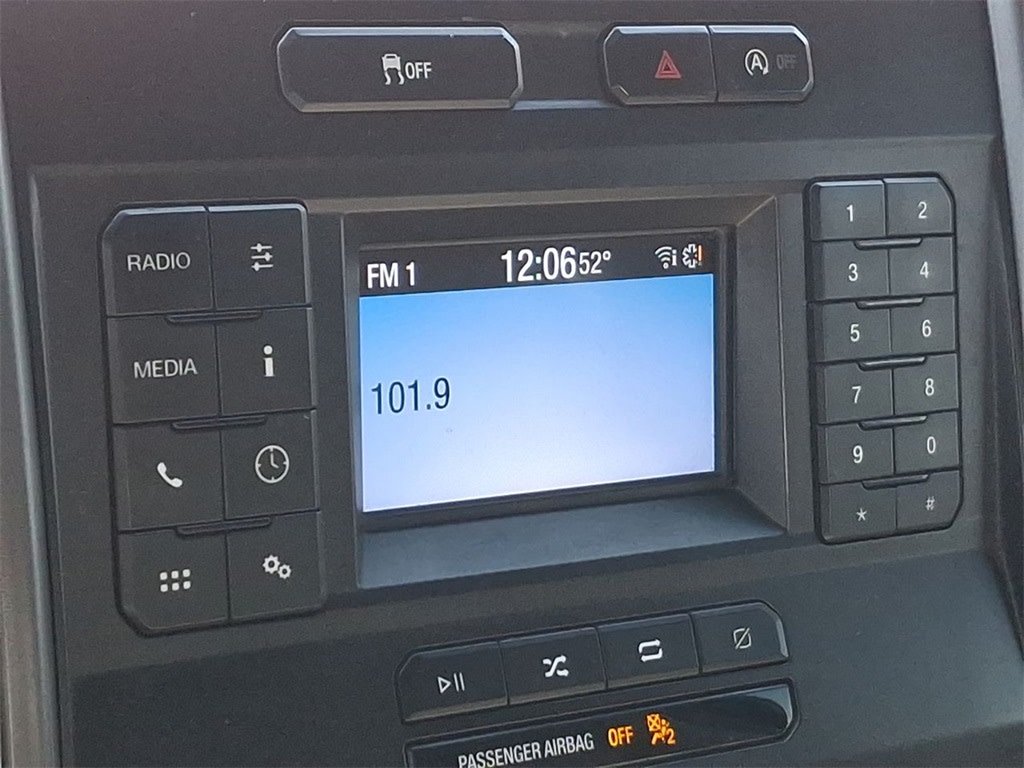 OFF
A OFF
RADIO
MEDIA
FM 1 12:06 52°
101.9
1 2
3 4
5 6
7 8
9 0
* #
PASSENGER AIRBAG OFF 2